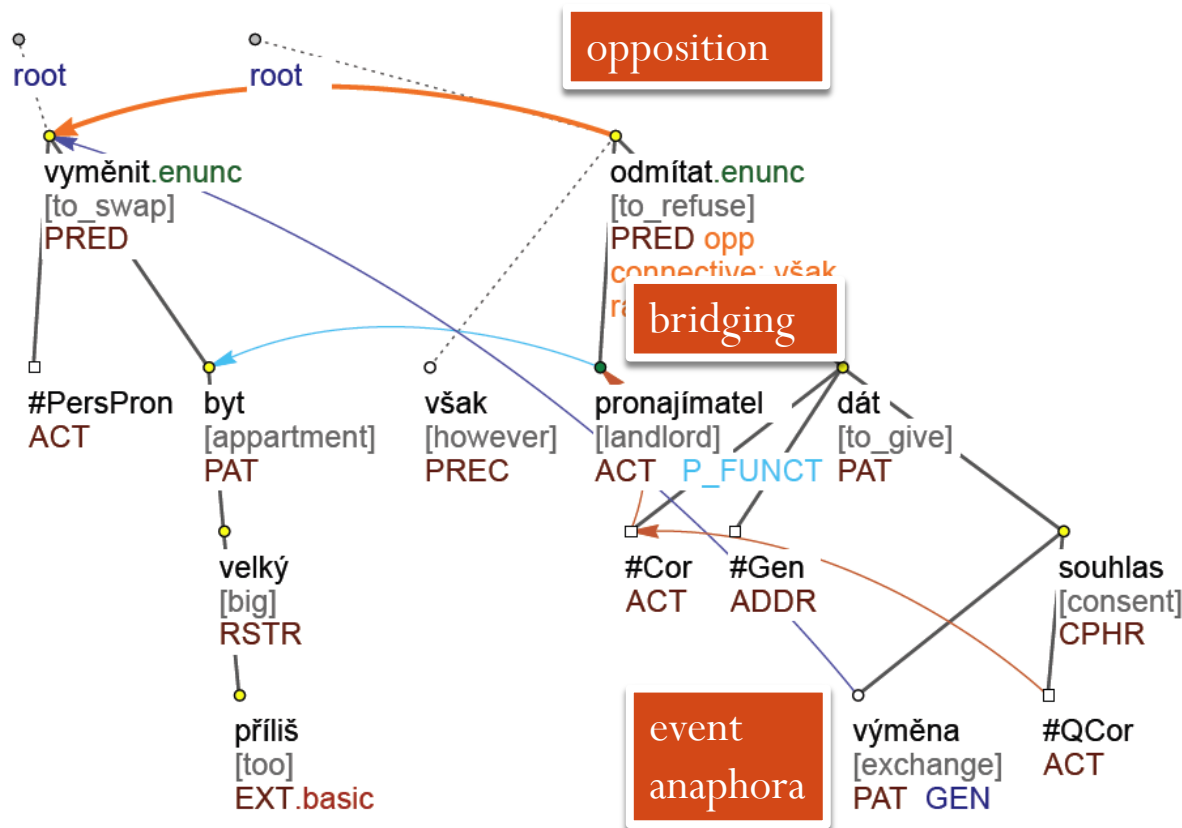 opposition
root
root
vyměnit.enunc
[to_swap]
PRED
odmítat.enunc
[to_refuse]
PRED opp
connective: však
bridging
#PersPron
ACT
byt
[appartment]
PAT
však
[however]
PREC
pronajímatel
[landlord]
ACT P_FUNCT
dát
[to_give]
PAT
velký
[big]
RSTR
#Cor
ACT
#Gen
ADDR
souhlas
[consent]
CPHR
příliš
[too]
EXT.basic
event
anaphora
výměna
[exchange]
PAT GEN
#QCor
ACT